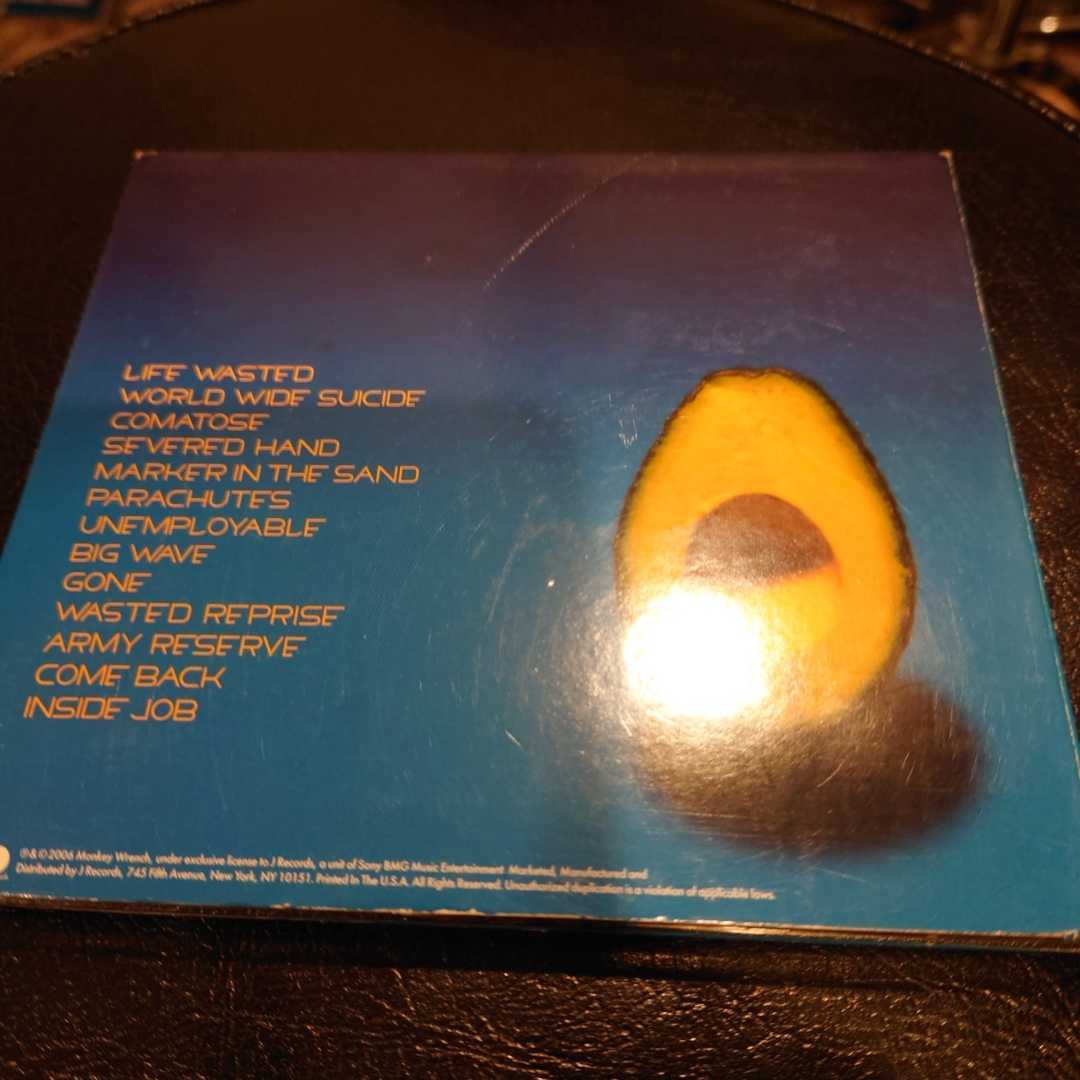 LIFE WASTED
WORLD WIDE SUICIDE
COMATOSE
SEVERED HAND
MARKER IN THE SAND
PARACHUTES
UNEMPLOYABLE
BIG WAVE
GONE
WASTED REPRISE
ARMY RESERVE
COME BACK
INSIDE JOB
℗ & © 2006 Monkey Wrench, under exclusive license to J Records, a unit of Sony BMG Music Entertainment. Marketed, Manufactured and
Distributed by J Records, 745 Fifth Avenue, New York, NY 10151. Printed In The U.S.A. All Rights Reserved. Unauthorized duplication is a violation of applicable laws.